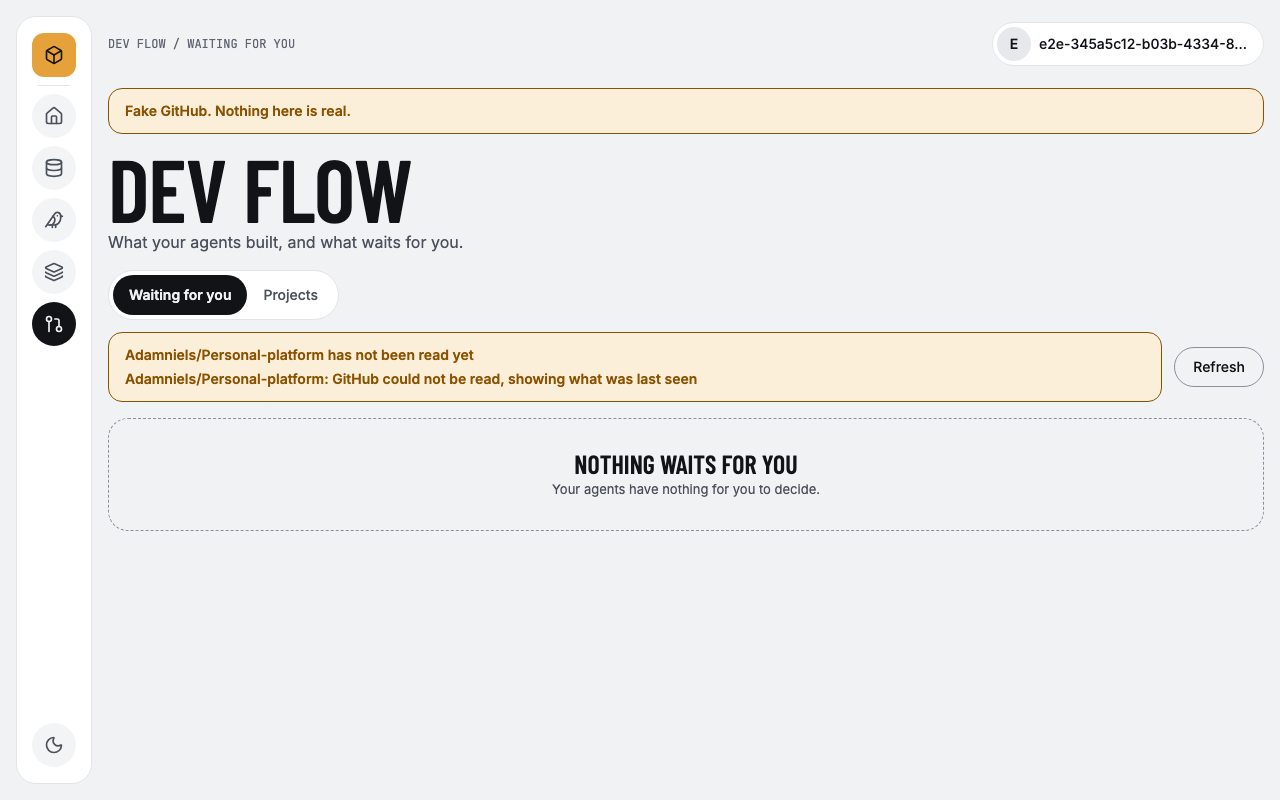 DEV FLOW / WAITING FOR YOU
E
e2e-345a5c12-b03b-4334-8...
Fake GitHub. Nothing here is real.
DEV FLOW
What your agents built, and what waits for you.
Waiting for you
Projects
Adamniels/Personal-platform has not been read yet
Adamniels/Personal-platform: GitHub could not be read, showing what was last seen
Refresh
NOTHING WAITS FOR YOU
Your agents have nothing for you to decide.